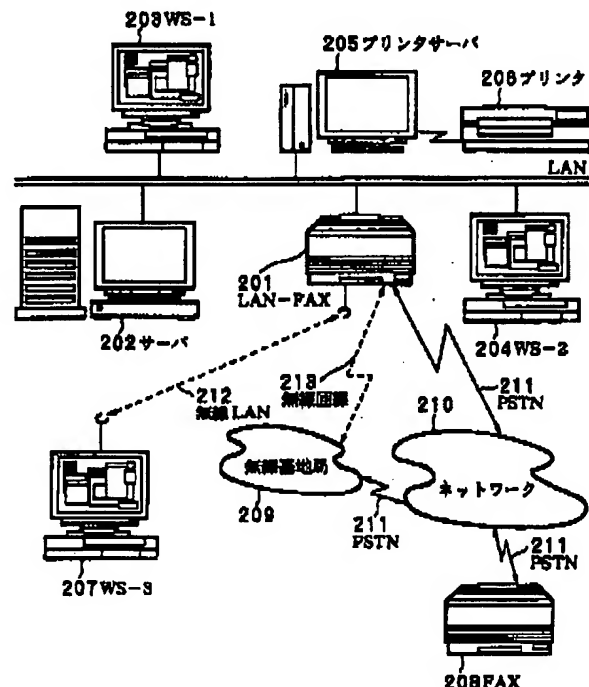 203WS-1
205プリンタサーバ
206プリンタ
LAN
201
LAN-FAX
202サーバ
204WS-2
212
無線LAN
213
無線回線
210
211
PSTN
無線基地局
ネットワーク
209
211
PSTN
211
PSTN
207WS-3
208FAX